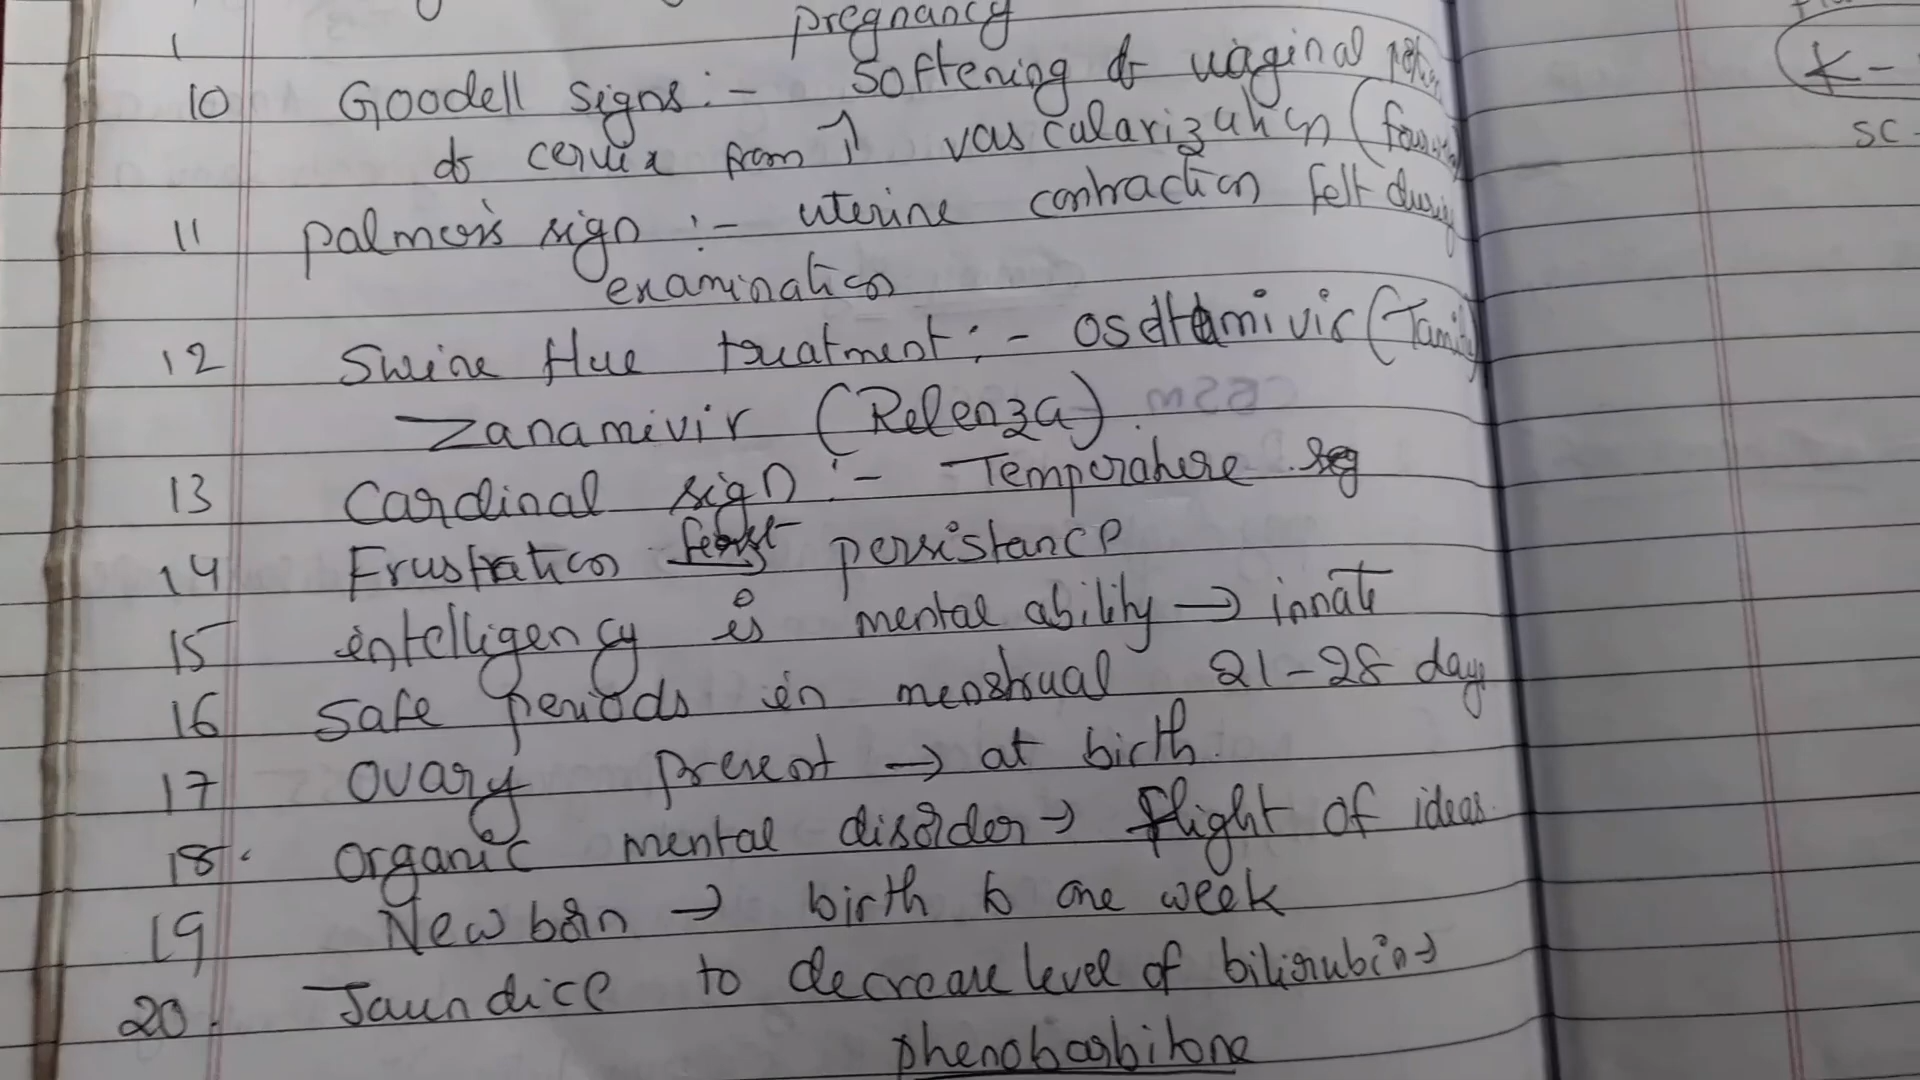 pregnancy
10 Goodell signs :- Softening of vaginal
of cervix from ↑ vascularization (
11 palmer's sign :- uterine contraction felt during
examination
12 Swine flue treatment :- Oseltamivir (Tami
Zanamivir (Relenza)
13 Cardinal sign :- Temperature
14 Frustration persistance
15 intelligency is mental ability → innate
16 Safe periods in menstrual 21-28 days
17 Ovary present → at birth.
18. Organic mental disorder → flight of ideas.
19 New born → birth to one week
20. Jaundice to decrease level of bilirubin →
phenobarbitone
K-
SC-